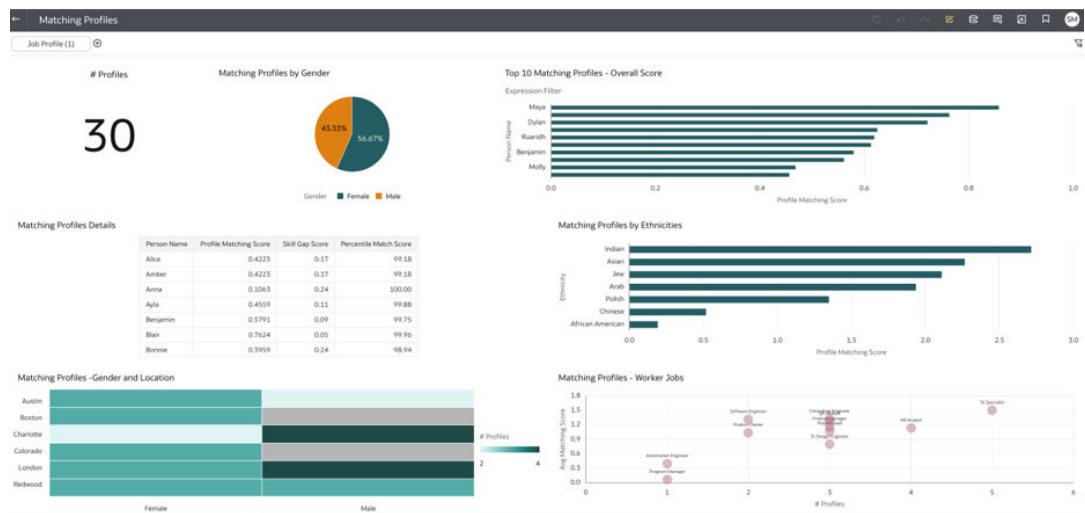 Matching Profiles
SM
Job Profile (1)
# Profiles
30
Matching Profiles by Gender
43.33%
56.67%
Gender Female Male
Top 10 Matching Profiles - Overall Score
Expression Filter
Person Name
Maya
Dylan
Ruaridh
Benjamin
Molly
0.0 0.2 0.4 0.6 0.8 1.0
Profile Matching Score
Matching Profiles Details
Person Name Profile Matching Score Skill Gap Score Percentile Match Score
Alice 0.4223 0.17 99.18
Amber 0.4223 0.17 99.18
Anna 0.1063 0.24 100.00
Ayla 0.4559 0.11 99.88
Benjamin 0.5791 0.09 99.75
Blair 0.7624 0.05 99.96
Bonnie 0.3959 0.24 98.94
Matching Profiles by Ethnicities
Ethnicity
Indian
Asian
Jew
Arab
Polish
Chinese
African American
0.0 0.5 1.0 1.5 2.0 2.5 3.0
Profile Matching Score
Matching Profiles -Gender and Location
Austin
Boston
Charlotte
Colorado
London
Redwood
Female Male
# Profiles
2 4
Matching Profiles - Worker Jobs
Avg Matching Score
1.8
1.5
1.2
0.9
0.6
0.3
0.0
TA Specialist
Software Engineer
Product Owner
HR Analyst
Sr Design Engineer
Automation Engineer
Program Manager
0 1 2 3 4 5 6
# Profiles